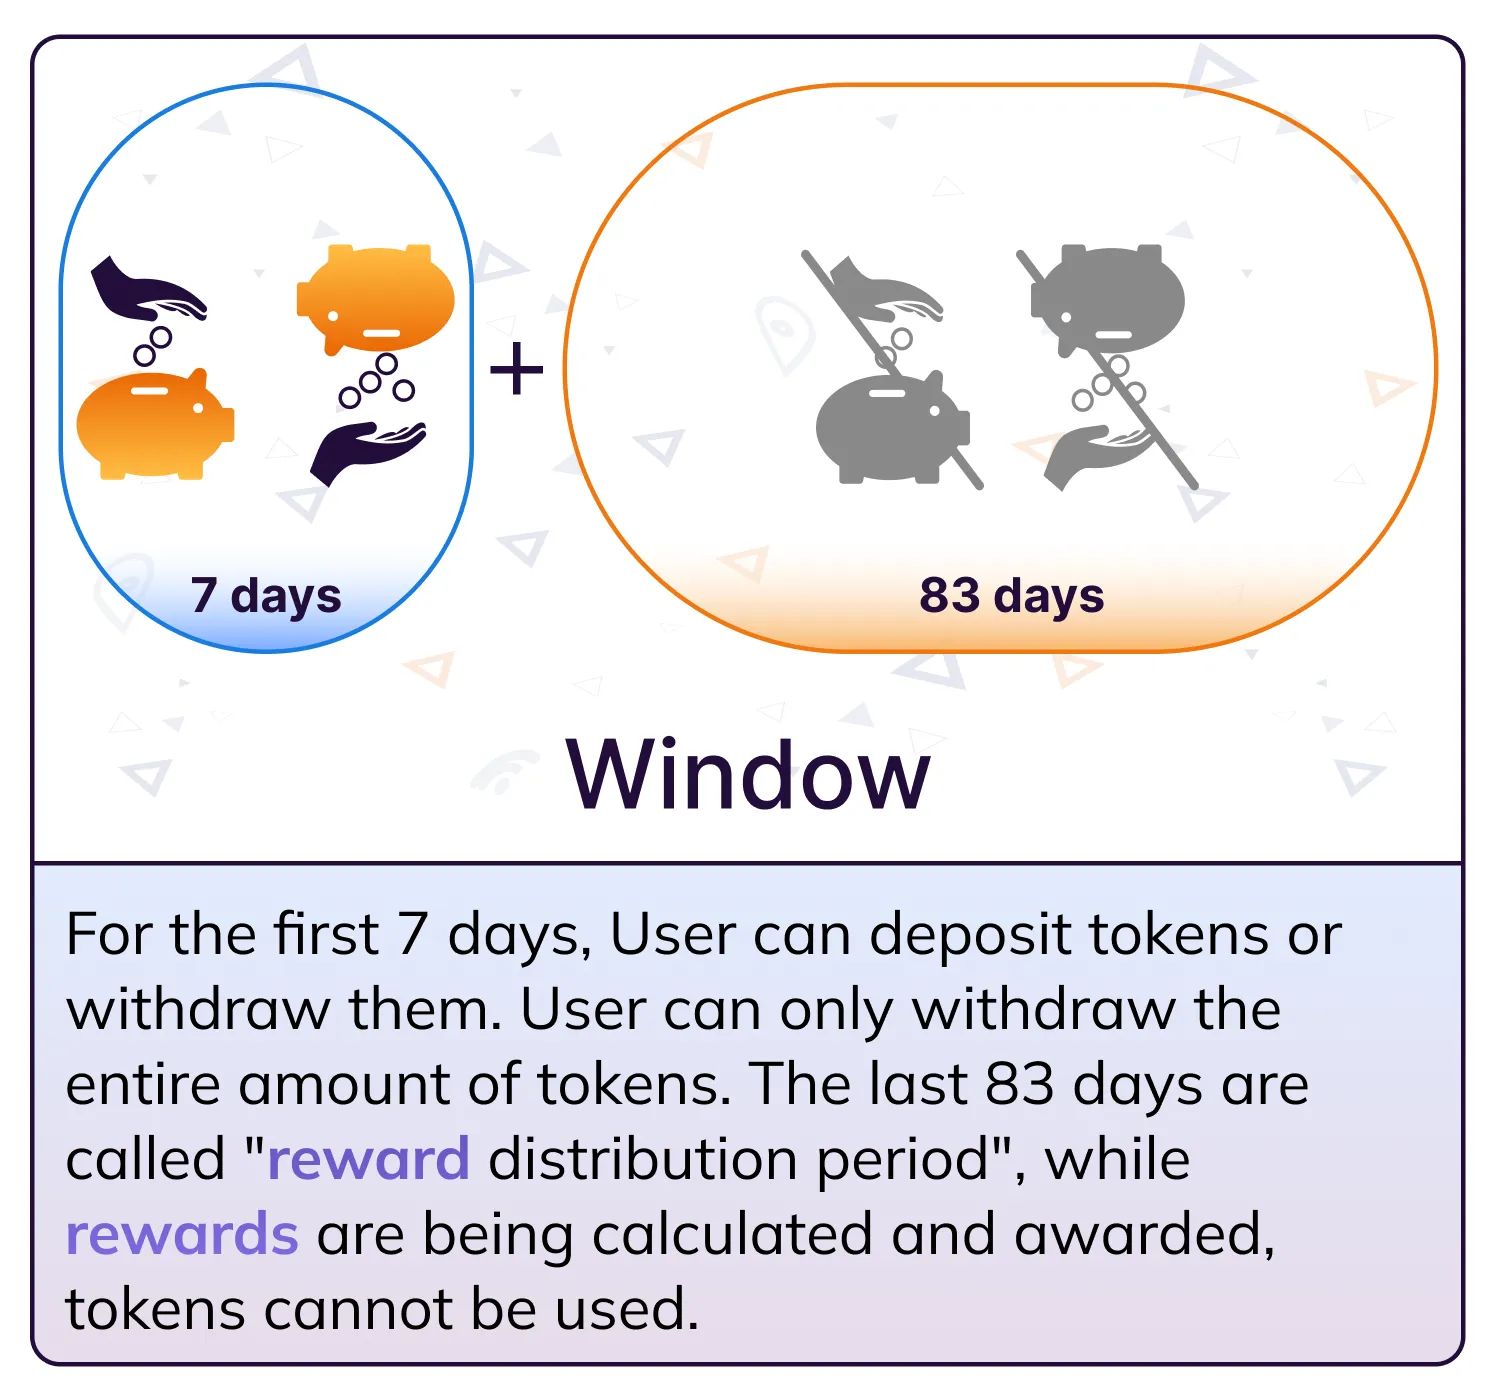 7 days
+
83 days
Window
For the first 7 days, User can deposit tokens or
withdraw them. User can only withdraw the
entire amount of tokens. The last 83 days are
called "reward distribution period", while
rewards are being calculated and awarded,
tokens cannot be used.